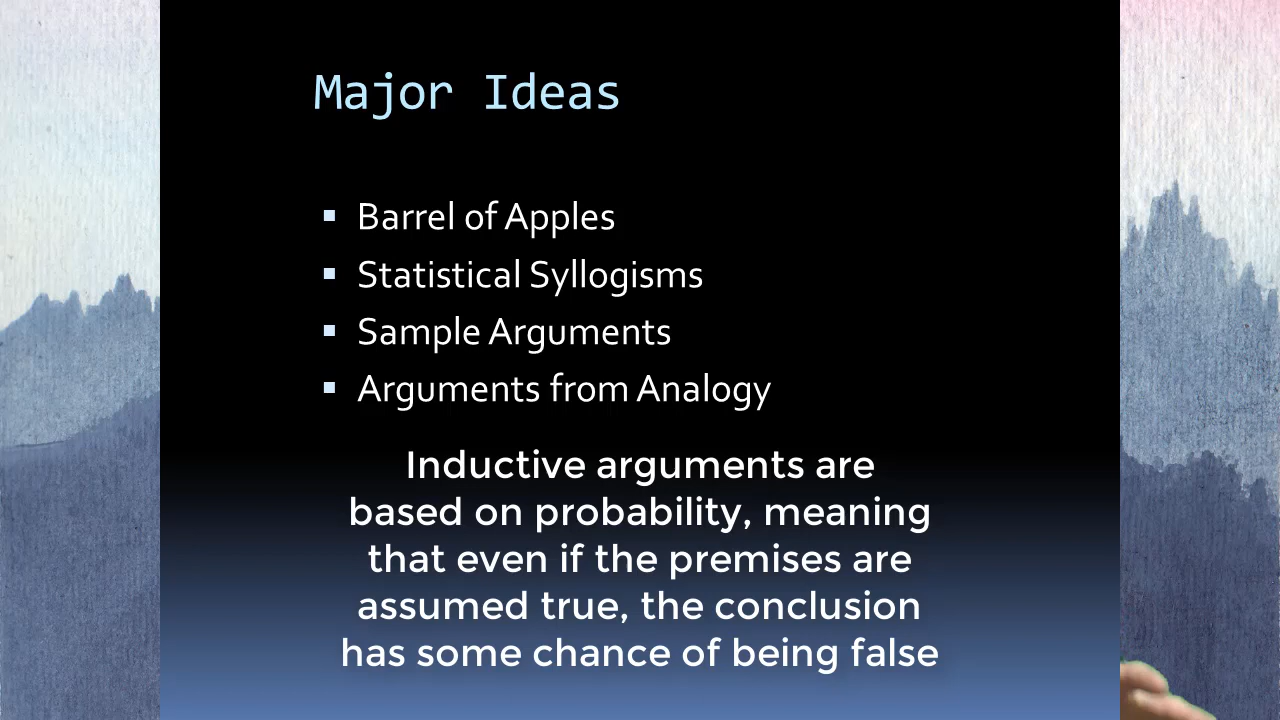 Major Ideas
Barrel of Apples
Statistical Syllogisms
Sample Arguments
Arguments from Analogy
Inductive arguments are
based on probability, meaning
that even if the premises are
assumed true, the conclusion
has some chance of being false